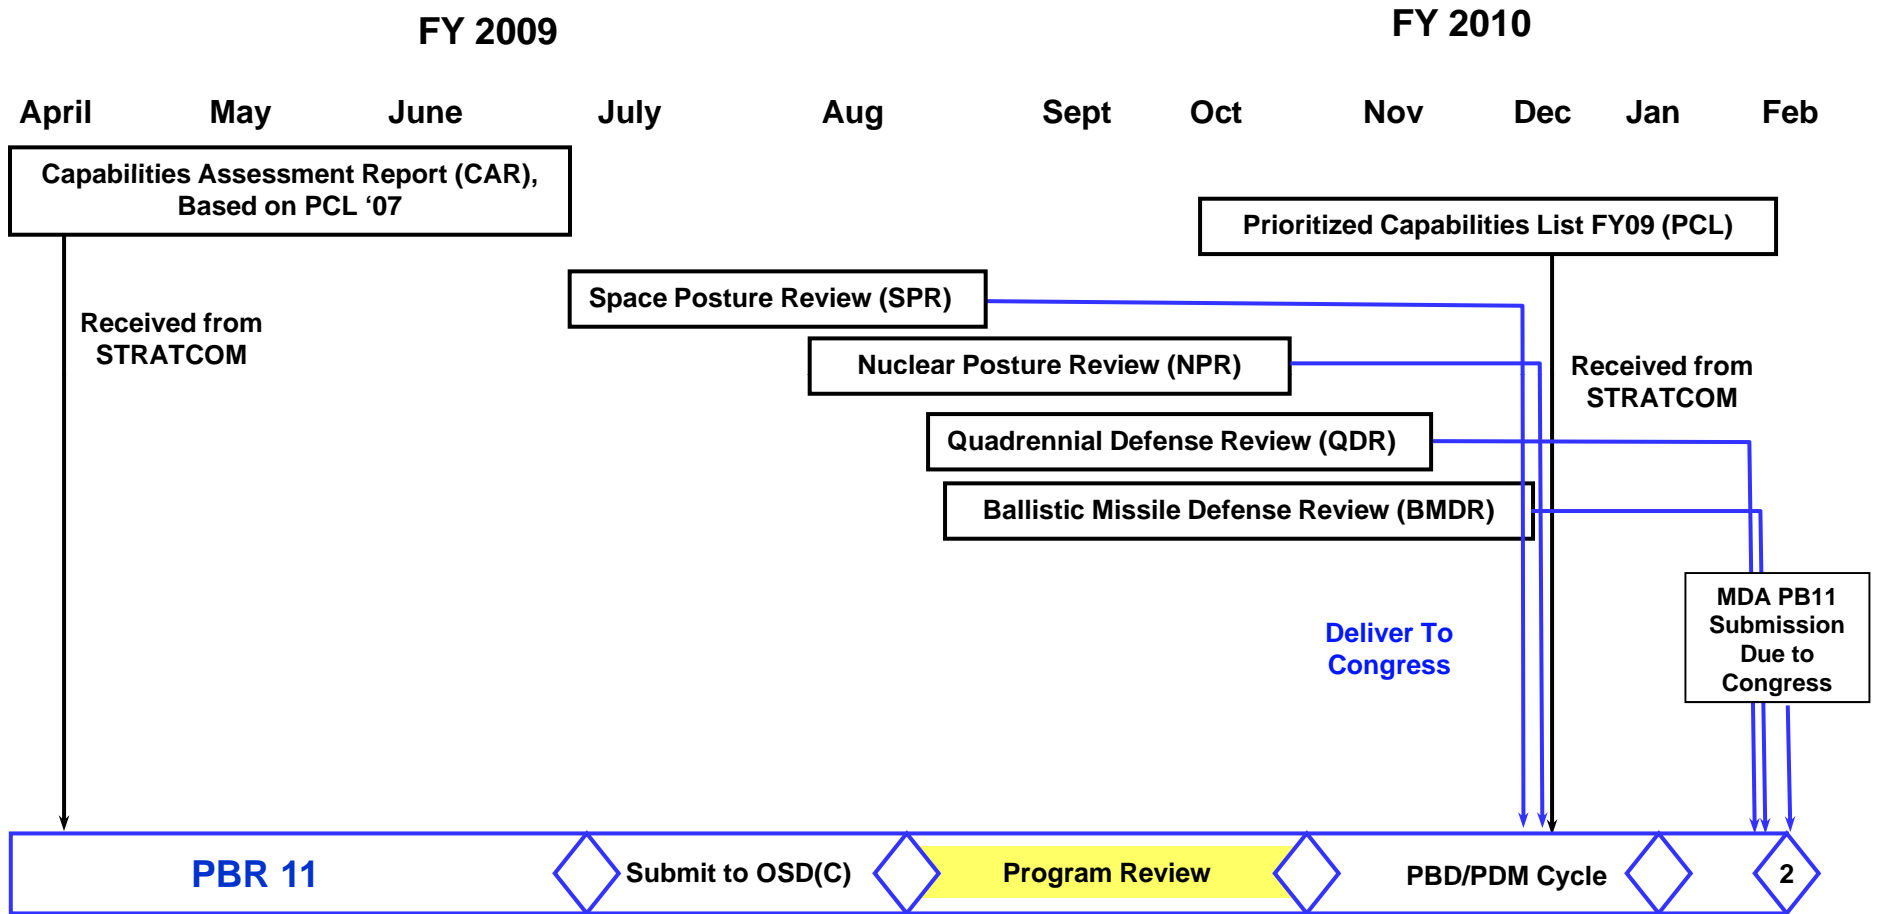 FY 2009
FY 2010
April May June July Aug Sept Oct Nov Dec Jan Feb
Capabilities Assessment Report (CAR),
Based on PCL ‘07
Prioritized Capabilities List FY09 (PCL)
Space Posture Review (SPR)
Received from
STRATCOM
Nuclear Posture Review (NPR)
Received from
STRATCOM
Quadrennial Defense Review (QDR)
Ballistic Missile Defense Review (BMDR)
MDA PB11
Submission
Due to
Congress
Deliver To
Congress
PBR 11
Submit to OSD(C)
Program Review
PBD/PDM Cycle
2